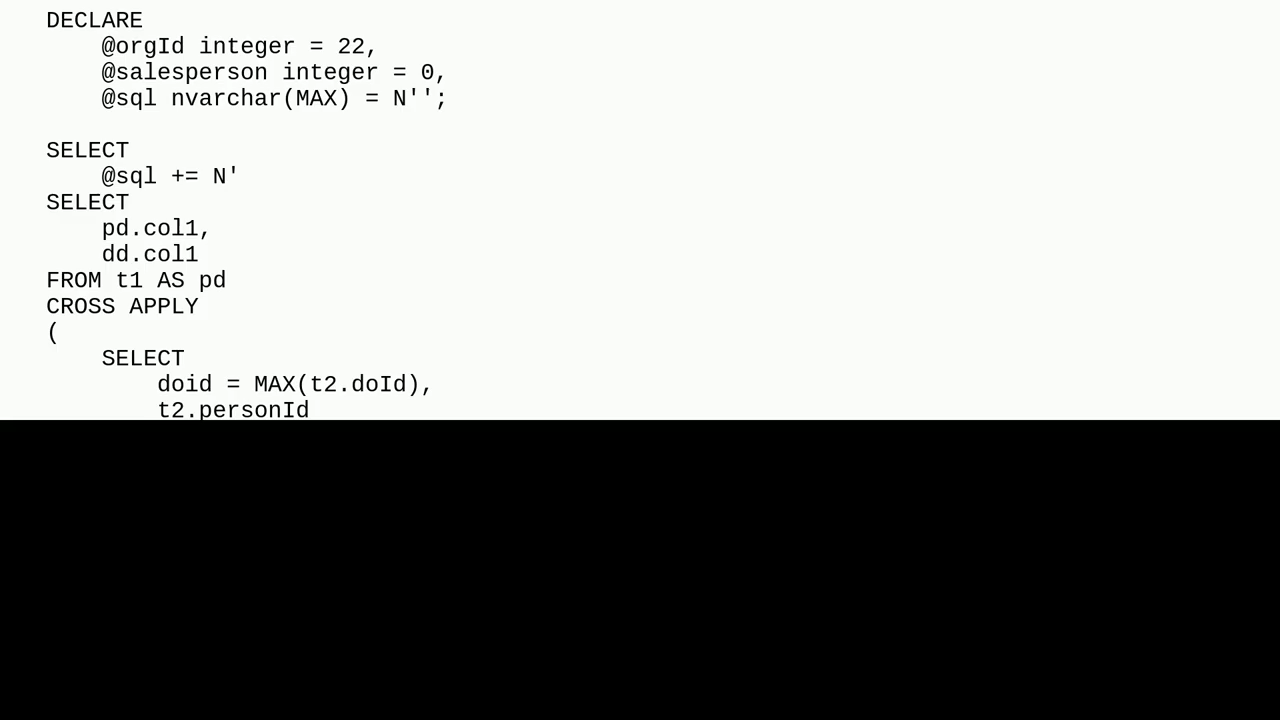 DECLARE
    @orgId integer = 22,
    @salesperson integer = 0,
    @sql nvarchar(MAX) = N'';

SELECT
    @sql += N'
SELECT
    pd.col1,
    dd.col1
FROM t1 AS pd
CROSS APPLY
(
    SELECT
        doid = MAX(t2.doId),
        t2.personId